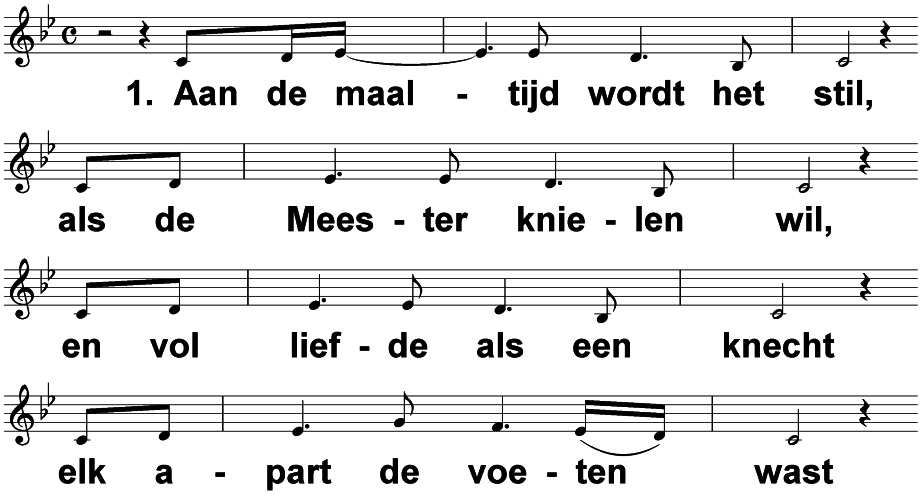 1. Aan de maal - tijd wordt het stil,
als de Mees - ter knie - len wil,
en vol lief - de als een knecht
elk a - part de voe - ten wast